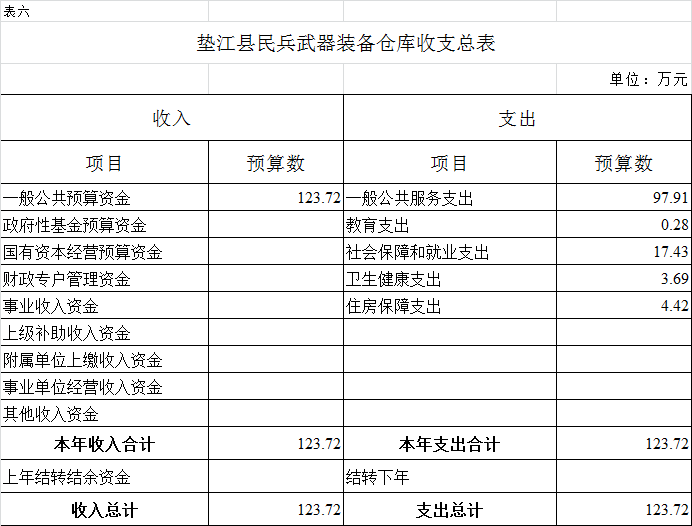 表六
垫江县民兵武器装备仓库收支总表
单位：万元
收入 支出
项目 预算数 项目 预算数
一般公共预算资金 123.72 一般公共服务支出 97.91
政府性基金预算资金 教育支出 0.28
国有资本经营预算资金 社会保障和就业支出 17.43
财政专户管理资金 卫生健康支出 3.69
事业收入资金 住房保障支出 4.42
上级补助收入资金
附属单位上缴收入资金
事业单位经营收入资金
其他收入资金
本年收入合计 123.72 本年支出合计 123.72
上年结转结余资金 结转下年
收入总计 123.72 支出总计 123.72